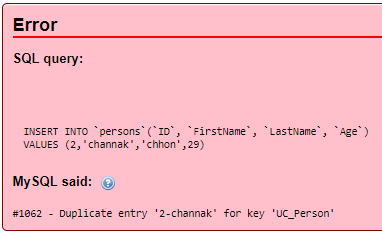 Error
SQL query:
INSERT INTO `persons`(`ID`, `FirstName`, `LastName`, `Age`)
VALUES (2,'channak','chhon',29)
MySQL said:
#1062 - Duplicate entry '2-channak' for key 'UC_Person'